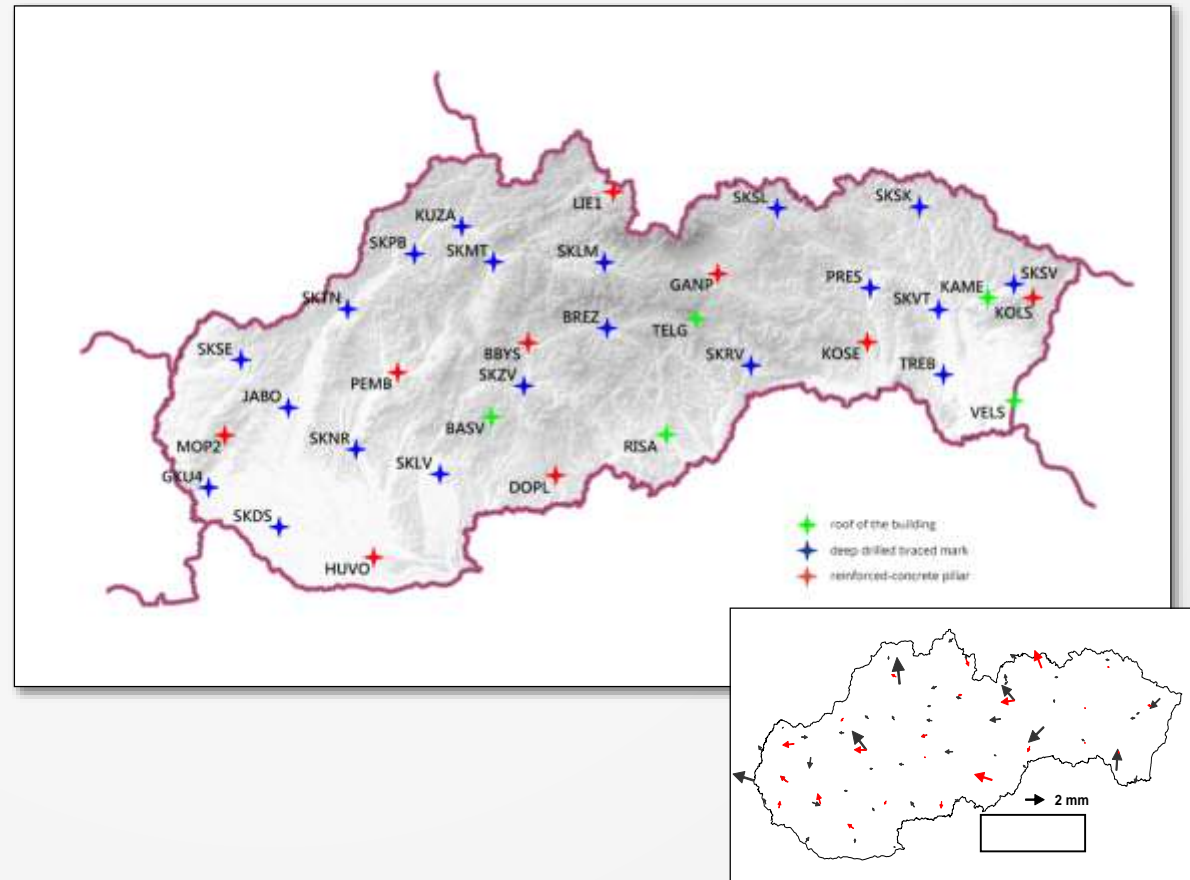 LIE1
SKSL
SKSK
KUZA
SKPB
SKMT
SKLM
GANP
PRES
KAME
SKSV
SKTN
SKVT
KOLS
BREZ
TELG
SKSE
BBYS
SKRV
KOSE
TREB
PEMB
SKZV
JABO
VELS
BASV
MOP2
SKNR
RISA
SKLV
GKU4
DOPL
SKDS
HUVO
roof of the building
deep drilled braced mark
reinforced-concrete pillar
2 mm